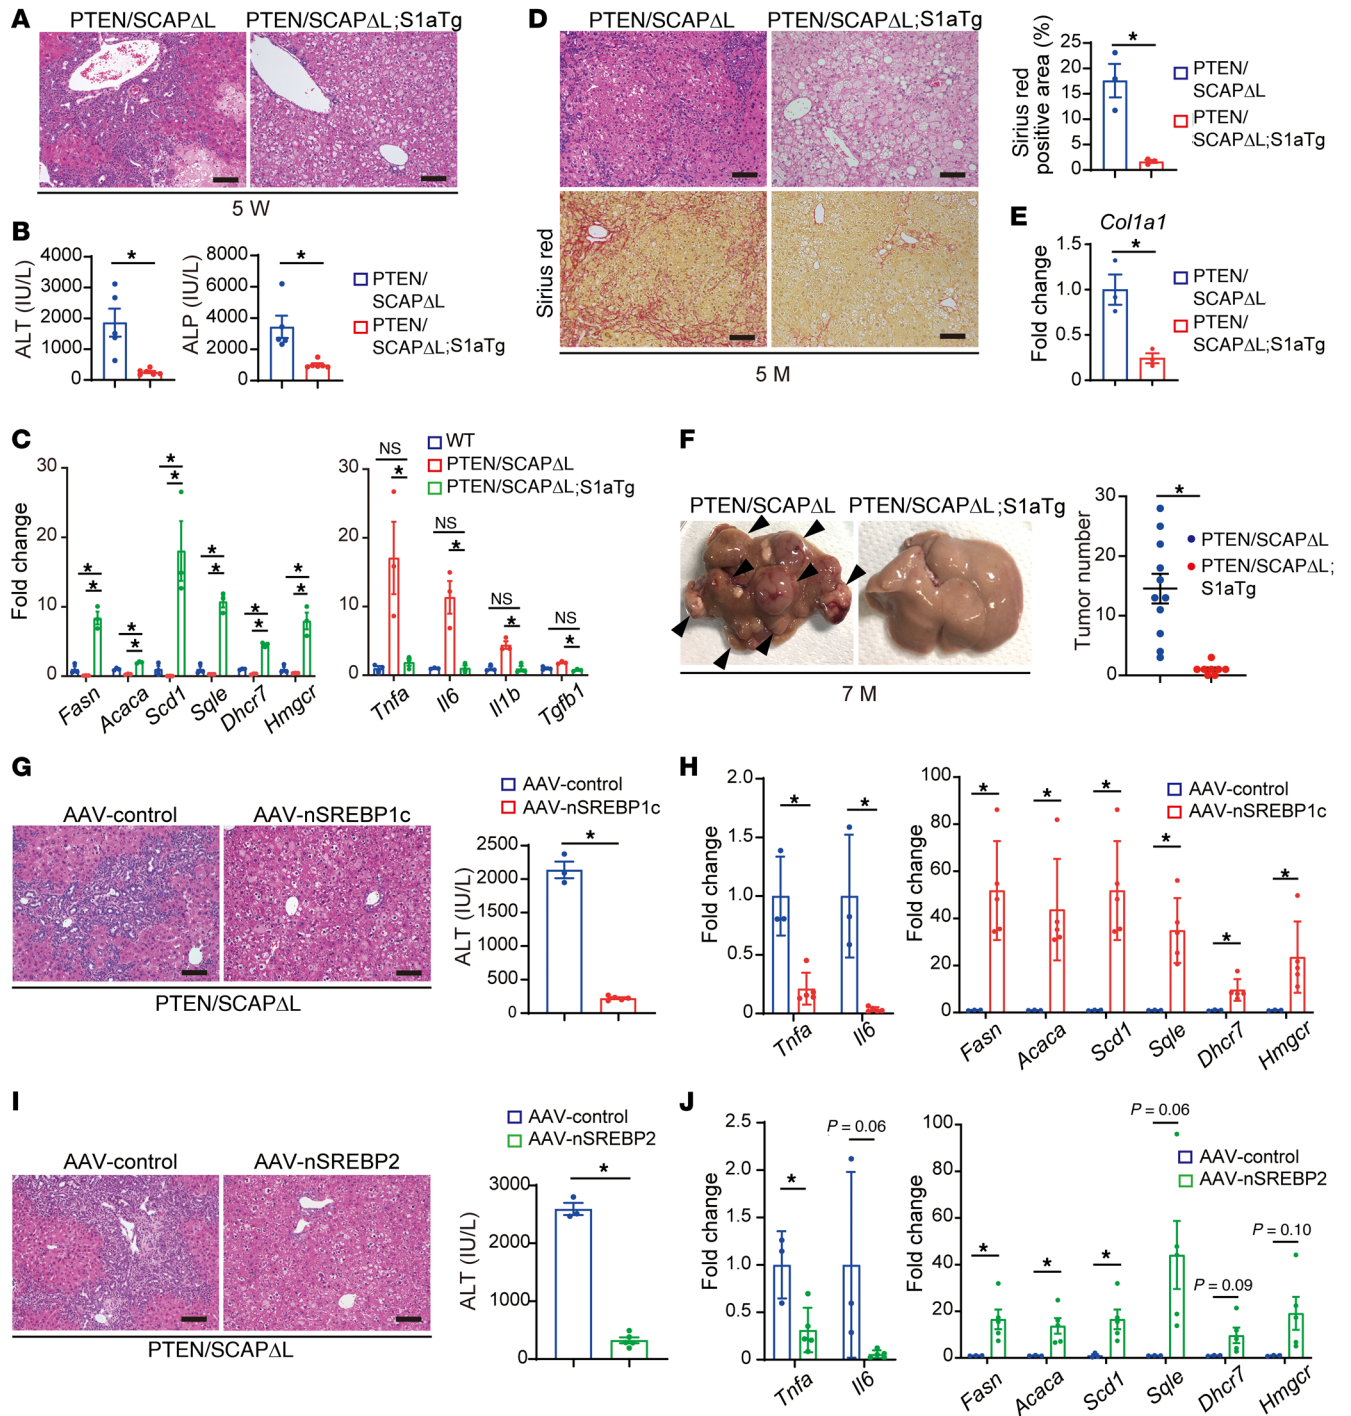 A
PTEN/SCAPΔL
PTEN/SCAPΔL;S1aTg
5 W
B
ALT (IU/L)
4000
3000
2000
1000
0
*
ALP (IU/L)
8000
6000
4000
2000
0
*
PTEN/
SCAPΔL
PTEN/
SCAPΔL;S1aTg
C
Fold change
30
20
10
0
* * * * * *
* * * * * *
Fasn Acaca Scd1 Sqle Dhcr7 Hmgcr
30
20
10
0
NS NS NS NS
* * * *
Tnfa Il6 Il1b Tgfb1
WT
PTEN/SCAPΔL
PTEN/SCAPΔL;S1aTg
D
PTEN/SCAPΔL
PTEN/SCAPΔL;S1aTg
Sirius red
5 M
Sirius red
positive area (%)
25
20
15
10
5
0
*
PTEN/
SCAPΔL
PTEN/
SCAPΔL;S1aTg
E
Col1a1
Fold change
1.5
1.0
0.5
0
*
PTEN/
SCAPΔL
PTEN/
SCAPΔL;S1aTg
F
PTEN/SCAPΔL
PTEN/SCAPΔL;S1aTg
7 M
Tumor number
30
20
10
0
*
PTEN/SCAPΔL
PTEN/SCAPΔL;
S1aTg
G
AAV-control
AAV-nSREBP1c
PTEN/SCAPΔL
AAV-control
AAV-nSREBP1c
ALT (IU/L)
2500
2000
1500
1000
500
0
*
H
Fold change
2.0
1.5
1.0
0.5
0
* *
Tnfa Il6
Fold change
100
80
60
40
20
0
* * * * * *
Fasn Acaca Scd1 Sqle Dhcr7 Hmgcr
AAV-control
AAV-nSREBP1c
I
AAV-control
AAV-nSREBP2
PTEN/SCAPΔL
AAV-control
AAV-nSREBP2
ALT (IU/L)
3000
2000
1000
0
*
J
Fold change
2.5
2.0
1.5
1.0
0.5
0
*
P = 0.06
Tnfa Il6
Fold change
100
80
60
40
20
0
* * *
P = 0.06
P = 0.09
P = 0.10
Fasn Acaca Scd1 Sqle Dhcr7 Hmgcr
AAV-control
AAV-nSREBP2